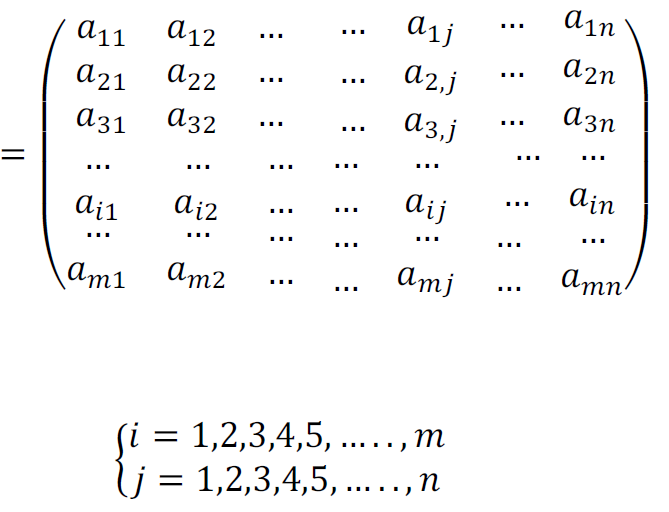 a₁₁ a₁₂ ... ... a₁ⱼ ... a₁ₙ
a₂₁ a₂₂ ... ... a₂,ⱼ ... a₂ₙ
= a₃₁ a₃₂ ... ... a₃,ⱼ ... a₃ₙ
... ... ... ... ... ... ...
aᵢ₁ aᵢ₂ ... ... aᵢⱼ ... aᵢₙ
... ... ... ... ... ... ...
aₘ₁ aₘ₂ ... ... aₘⱼ ... aₘₙ
{i = 1,2,3,4,5, ... . . , m
j = 1,2,3,4,5, ... . . , n